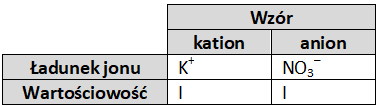 Wzór
kation anion
Ładunek jonu K⁺ NO₃⁻
Wartościowość I I